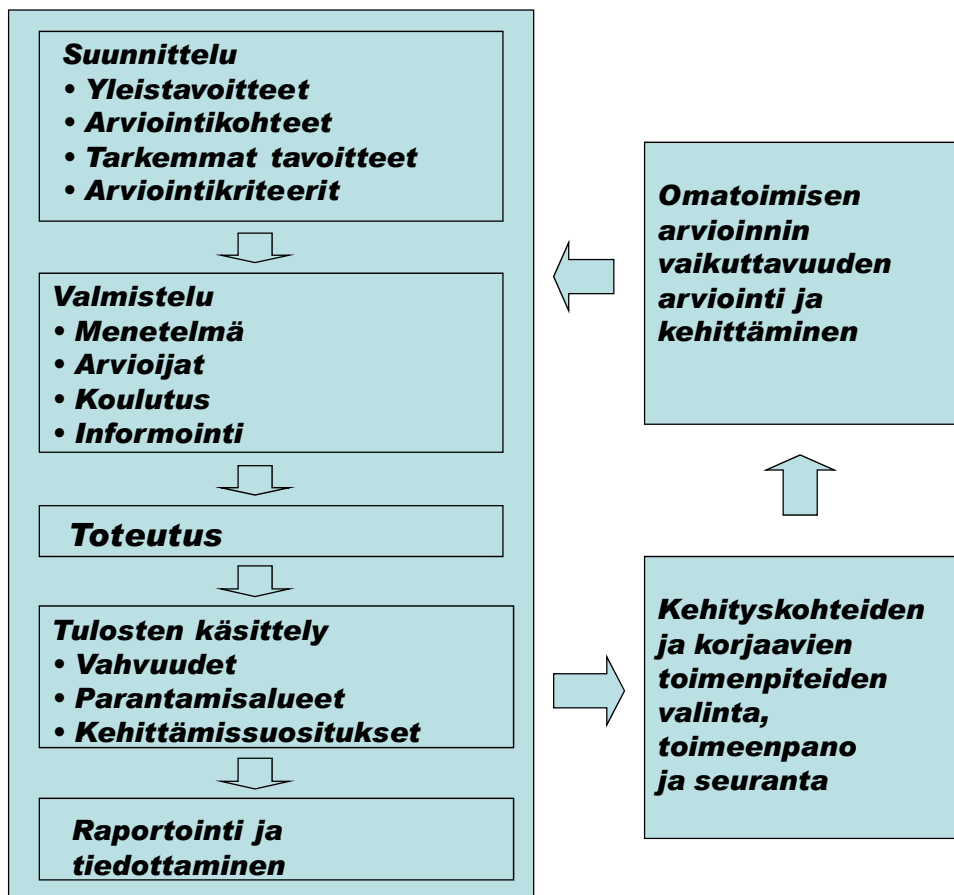 Suunnittelu
• Yleistavoitteet
• Arviointikohteet
• Tarkemmat tavoitteet
• Arviointikriteerit
Valmistelu
• Menetelmä
• Arvioijat
• Koulutus
• Informointi
Toteutus
Tulosten käsittely
• Vahvuudet
• Parantamisalueet
• Kehittämissuositukset
Raportointi ja
tiedottaminen
Kehityskohteiden
ja korjaavien
toimenpiteiden
valinta,
toimeenpano
ja seuranta
Omatoimisen
arvioinnin
vaikuttavuuden
arviointi ja
kehittäminen